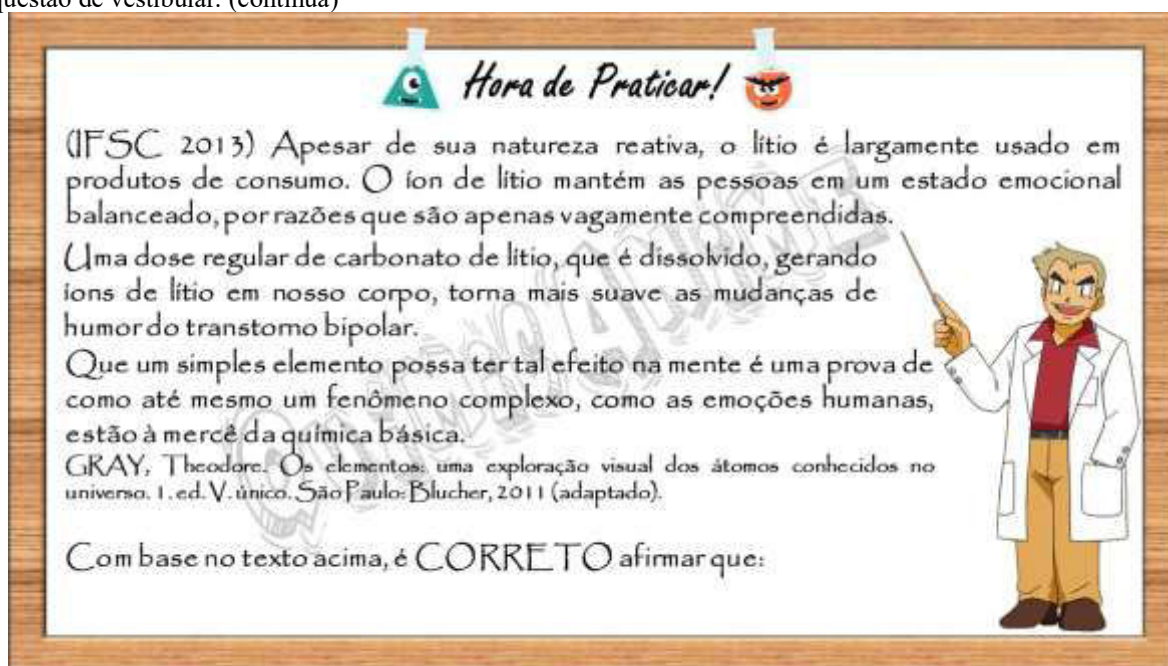 questão de vestibular. (continua)
Hora de Praticar!
(IFSC 2013) Apesar de sua natureza reativa, o lítio é largamente usado em
produtos de consumo. O íon de lítio mantém as pessoas em um estado emocional
balanceado, por razões que são apenas vagamente compreendidas.
Uma dose regular de carbonato de lítio, que é dissolvido, gerando
íons de lítio em nosso corpo, torna mais suave as mudanças de
humor do transtorno bipolar.
Que um simples elemento possa ter tal efeito na mente é uma prova de
como até mesmo um fenômeno complexo, como as emoções humanas,
estão à mercê da química básica.
GRAY, Theodore. Os elementos: uma exploração visual dos átomos conhecidos no
universo. 1. ed. V. único. São Paulo: Blucher, 2011 (adaptado).
Com base no texto acima, é CORRETO afirmar que:
QUÍMICANIME